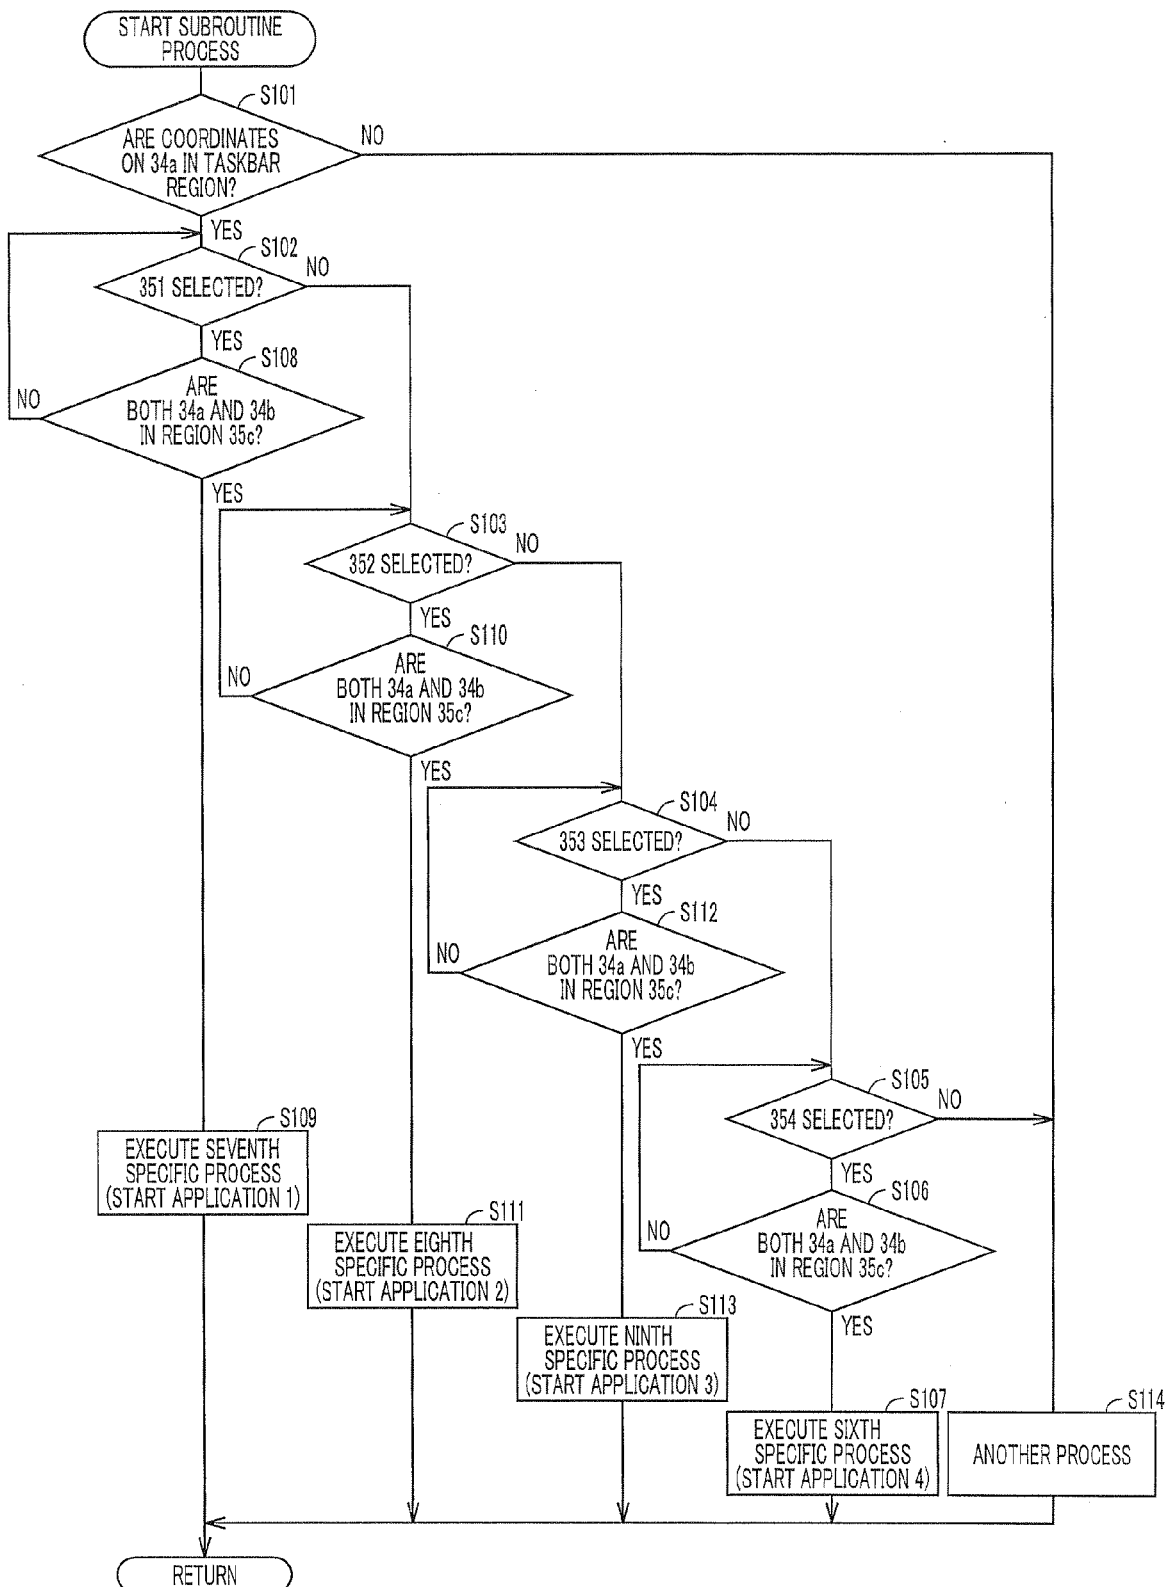 START SUBROUTINE
PROCESS
S101
ARE COORDINATES
ON 34a IN TASKBAR
REGION?
NO
YES
S102
351 SELECTED?
NO
YES
S108
ARE
BOTH 34a AND 34b
IN REGION 35c?
NO
YES
S103
352 SELECTED?
NO
YES
S110
ARE
BOTH 34a AND 34b
IN REGION 35c?
NO
YES
S104
353 SELECTED?
NO
YES
S112
ARE
BOTH 34a AND 34b
IN REGION 35c?
NO
YES
S105
354 SELECTED?
NO
YES
S106
ARE
BOTH 34a AND 34b
IN REGION 35c?
NO
YES
S109
EXECUTE SEVENTH
SPECIFIC PROCESS
(START APPLICATION 1)
S111
EXECUTE EIGHTH
SPECIFIC PROCESS
(START APPLICATION 2)
S113
EXECUTE NINTH
SPECIFIC PROCESS
(START APPLICATION 3)
S107
EXECUTE SIXTH
SPECIFIC PROCESS
(START APPLICATION 4)
S114
ANOTHER PROCESS
RETURN